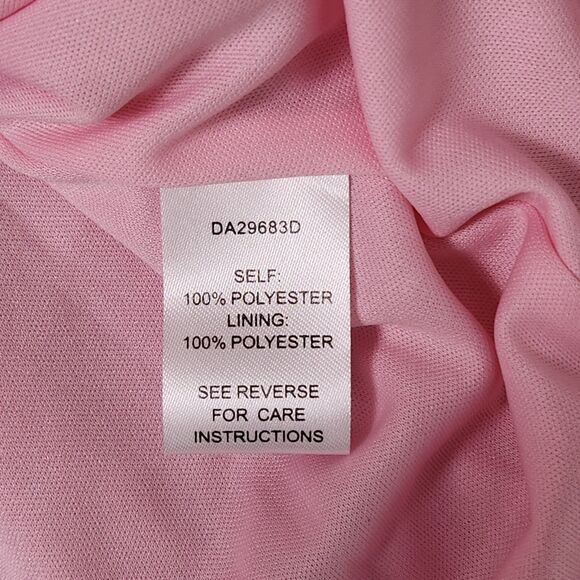 DA29683D
SELF:
100% POLYESTER
LINING:
100% POLYESTER
SEE REVERSE
FOR CARE
INSTRUCTIONS